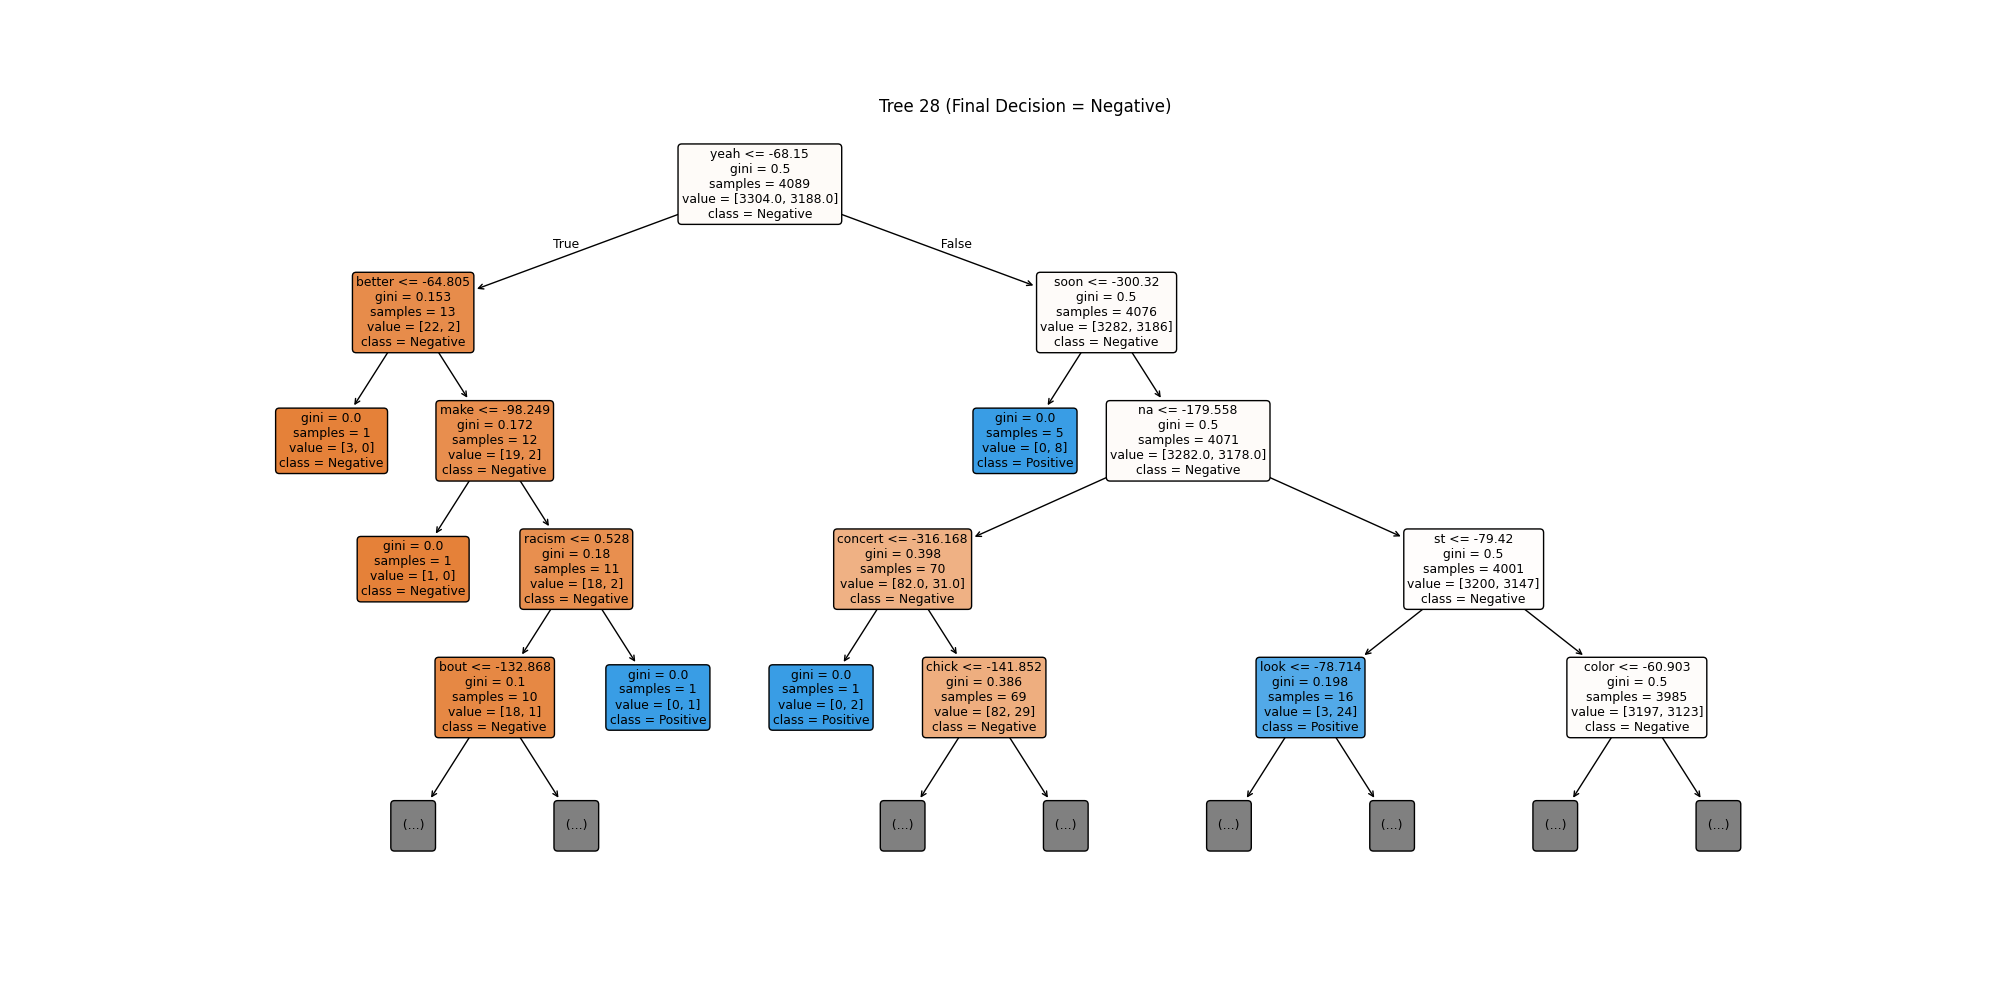 Tree 28 (Final Decision = Negative)
yeah <= -68.15
gini = 0.5
samples = 4089
value = [3304.0, 3188.0]
class = Negative
True
False
better <= -64.805
gini = 0.153
samples = 13
value = [22, 2]
class = Negative
soon <= -300.32
gini = 0.5
samples = 4076
value = [3282, 3186]
class = Negative
gini = 0.0
samples = 1
value = [3, 0]
class = Negative
make <= -98.249
gini = 0.172
samples = 12
value = [19, 2]
class = Negative
gini = 0.0
samples = 5
value = [0, 8]
class = Positive
na <= -179.558
gini = 0.5
samples = 4071
value = [3282.0, 3178.0]
class = Negative
gini = 0.0
samples = 1
value = [1, 0]
class = Negative
racism <= 0.528
gini = 0.18
samples = 11
value = [18, 2]
class = Negative
concert <= -316.168
gini = 0.398
samples = 70
value = [82.0, 31.0]
class = Negative
st <= -79.42
gini = 0.5
samples = 4001
value = [3200, 3147]
class = Negative
bout <= -132.868
gini = 0.1
samples = 10
value = [18, 1]
class = Negative
gini = 0.0
samples = 1
value = [0, 1]
class = Positive
gini = 0.0
samples = 1
value = [0, 2]
class = Positive
chick <= -141.852
gini = 0.386
samples = 69
value = [82, 29]
class = Negative
look <= -78.714
gini = 0.198
samples = 16
value = [3, 24]
class = Positive
color <= -60.903
gini = 0.5
samples = 3985
value = [3197, 3123]
class = Negative
(...)
(...)
(...)
(...)
(...)
(...)
(...)
(...)